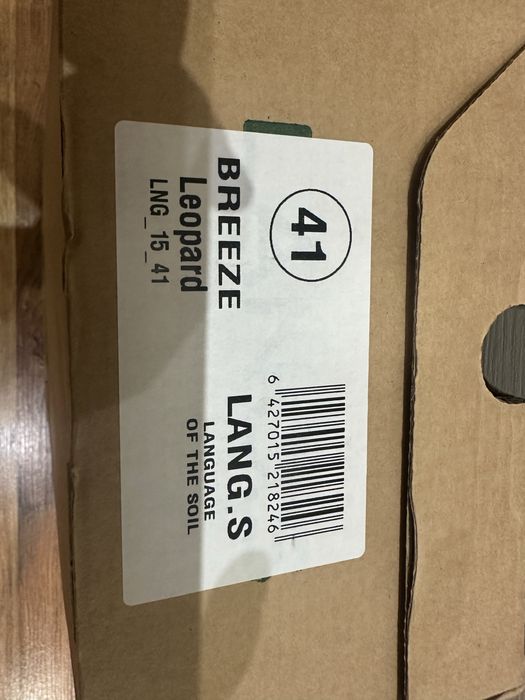 41
BREEZE
Leopard
LNG_15_41
6 427015 218246
LANG.S
LANGUAGE
OF THE SOIL